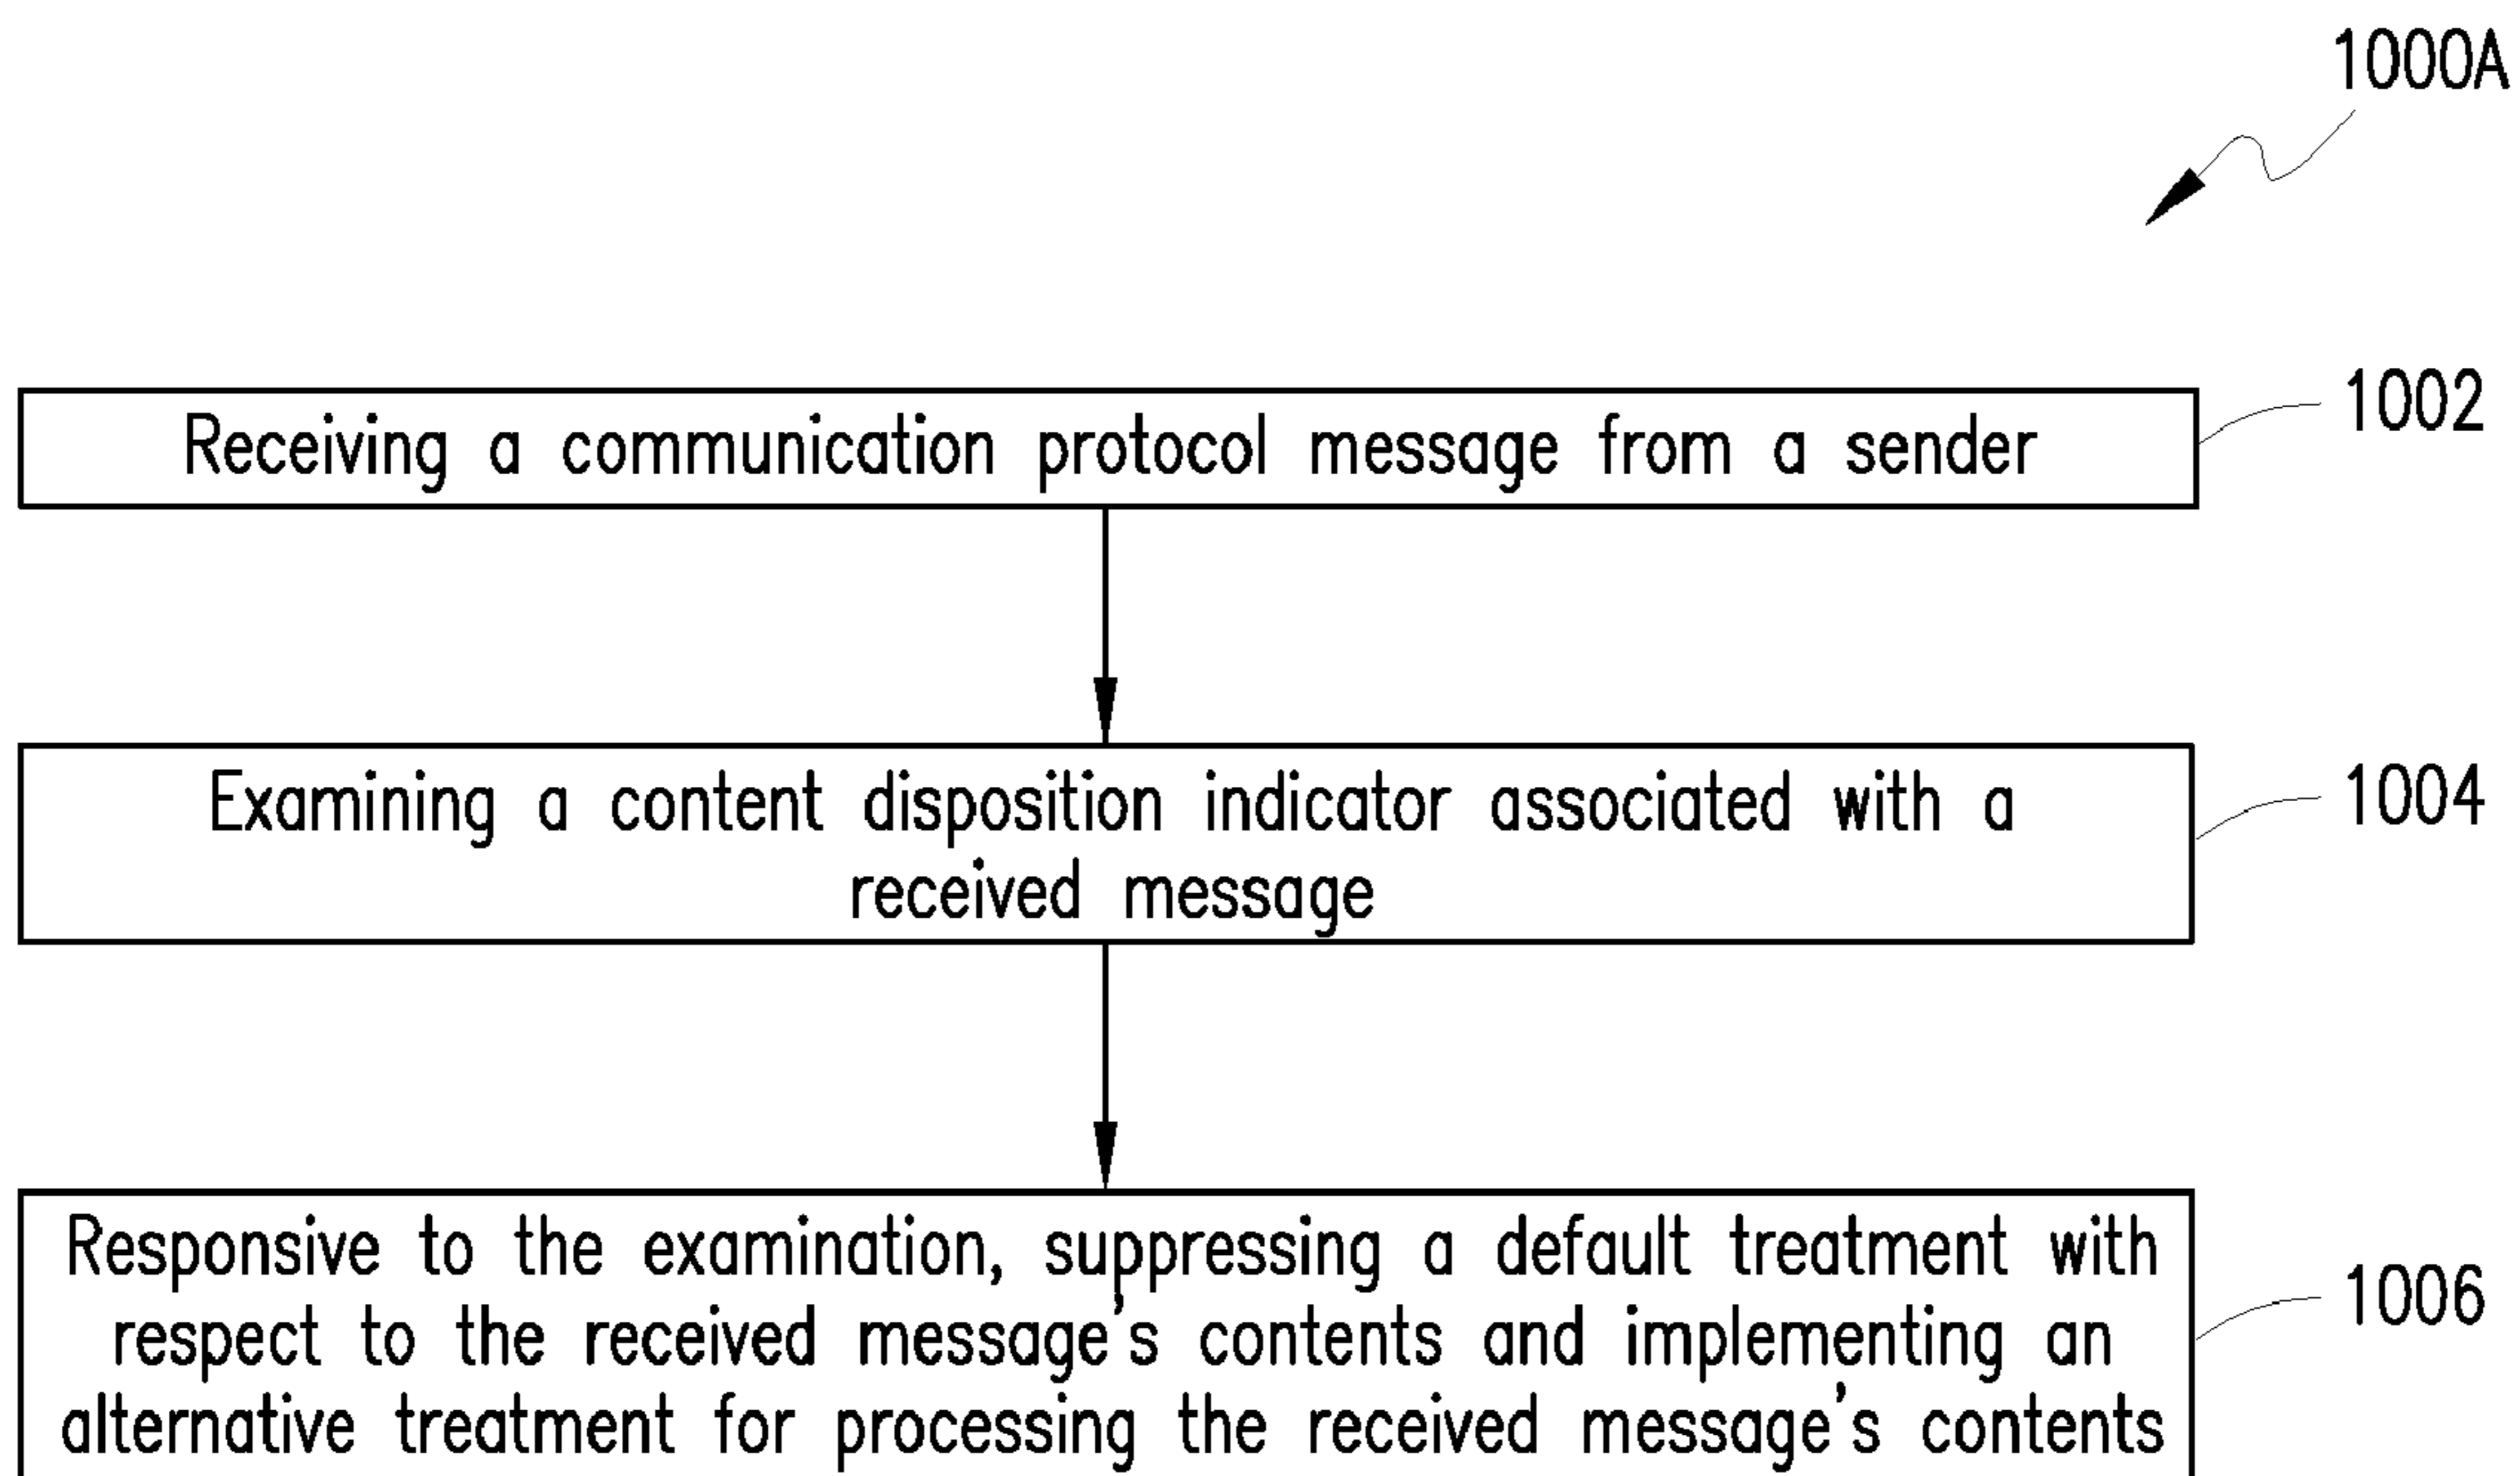 1000A
Receiving a communication protocol message from a sender
1002
Examining a content disposition indicator associated with a
received message
1004
Responsive to the examination, suppressing a default treatment with
respect to the received message's contents and implementing an
alternative treatment for processing the received message's contents
1006